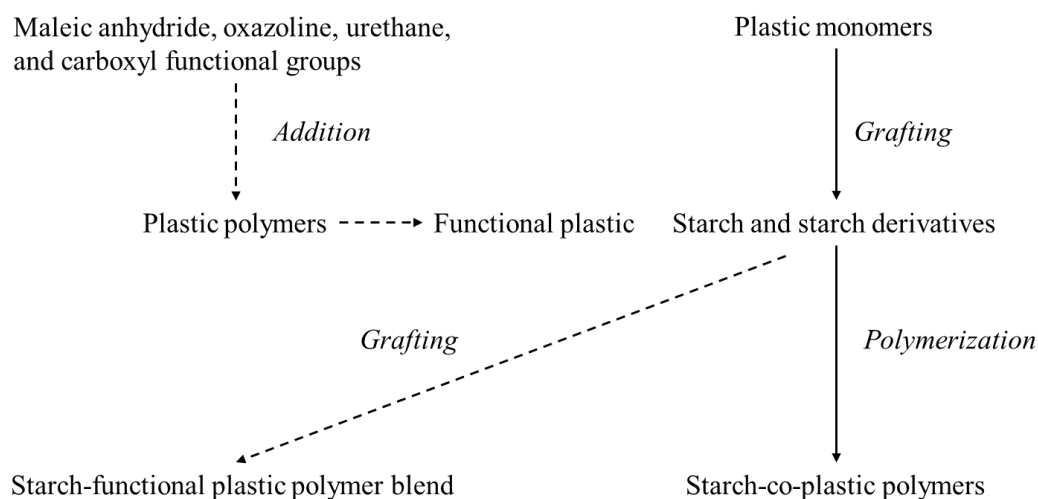 Maleic anhydride, oxazoline, urethane,
and carboxyl functional groups
Plastic monomers
Addition
Grafting
Plastic polymers
Functional plastic
Starch and starch derivatives
Grafting
Polymerization
Starch-functional plastic polymer blend
Starch-co-plastic polymers